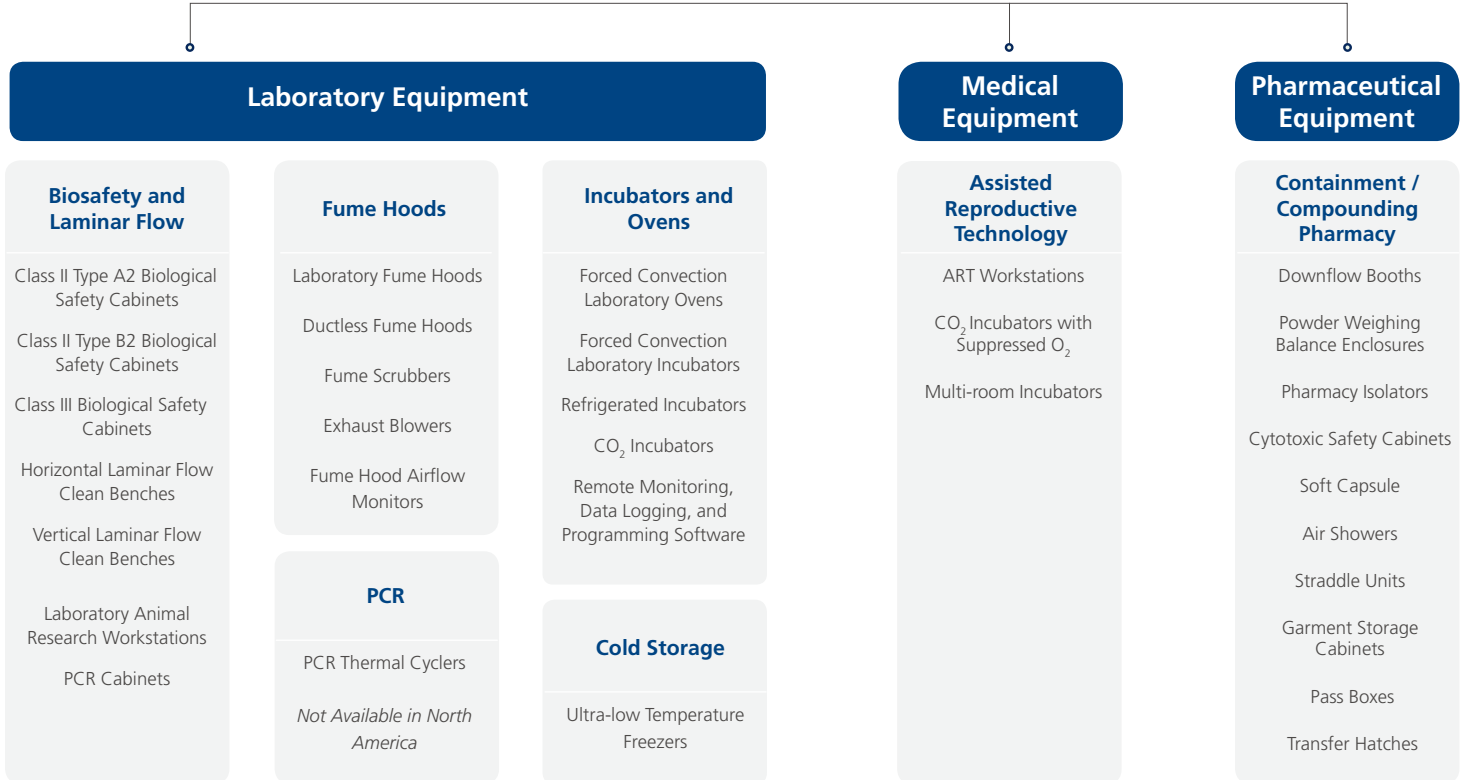 Laboratory Equipment
Medical
Equipment
Pharmaceutical
Equipment
Biosafety and
Laminar Flow
Class II Type A2 Biological
Safety Cabinets
Class II Type B2 Biological
Safety Cabinets
Class III Biological Safety
Cabinets
Horizontal Laminar Flow
Clean Benches
Vertical Laminar Flow
Clean Benches
Laboratory Animal
Research Workstations
PCR Cabinets
Fume Hoods
Laboratory Fume Hoods
Ductless Fume Hoods
Fume Scrubbers
Exhaust Blowers
Fume Hood Airflow
Monitors
PCR
PCR Thermal Cyclers
Not Available in North
America
Incubators and
Ovens
Forced Convection
Laboratory Ovens
Forced Convection
Laboratory Incubators
Refrigerated Incubators
CO₂ Incubators
Remote Monitoring,
Data Logging, and
Programming Software
Cold Storage
Ultra-low Temperature
Freezers
Assisted
Reproductive
Technology
ART Workstations
CO₂ Incubators with
Suppressed O₂
Multi-room Incubators
Containment /
Compounding
Pharmacy
Downflow Booths
Powder Weighing
Balance Enclosures
Pharmacy Isolators
Cytotoxic Safety Cabinets
Soft Capsule
Air Showers
Straddle Units
Garment Storage
Cabinets
Pass Boxes
Transfer Hatches